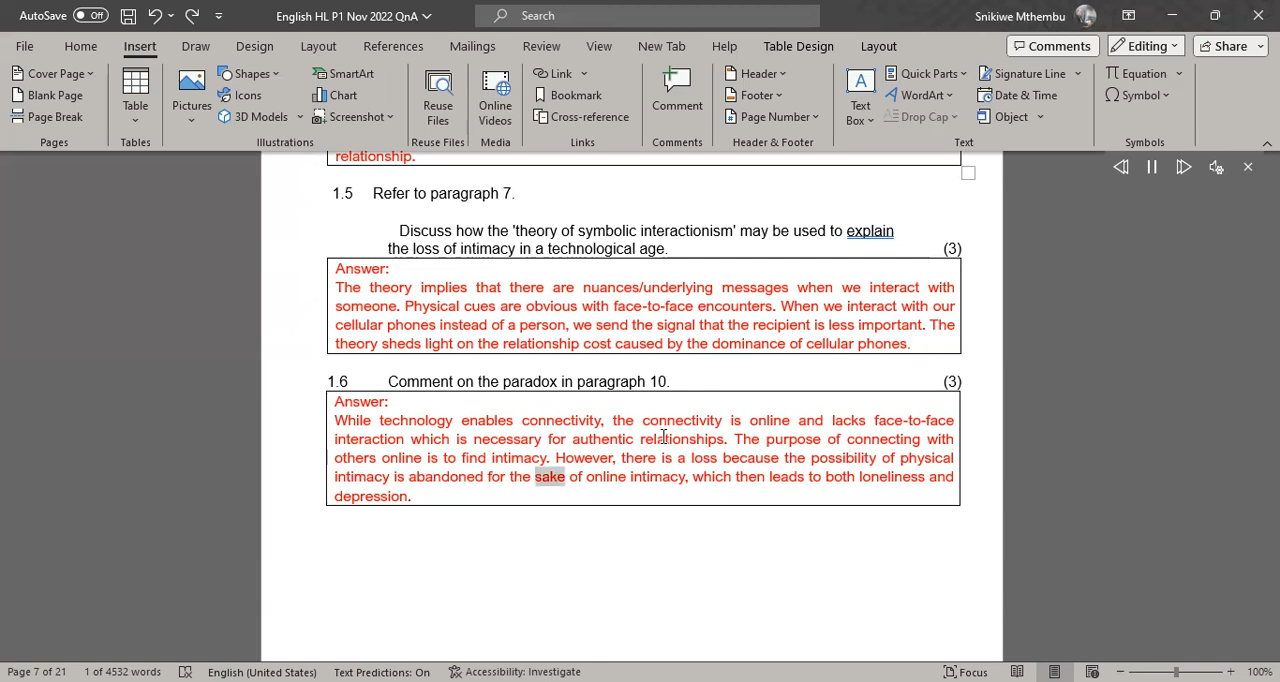 AutoSave Off English HL P1 Nov 2022 QnA Search Snikiwe Mthembu
File Home Insert Draw Design Layout References Mailings Review View New Tab Help Table Design Layout Comments Editing Share
Cover Page
Blank Page
Page Break
Pages
Table
Tables
Pictures
Shapes
Icons
3D Models
SmartArt
Chart
Screenshot
Illustrations
Reuse Files
Reuse Files
Online Videos
Media
Link
Bookmark
Cross-reference
Links
Comment
Comments
Header
Footer
Page Number
Header & Footer
Text Box
Quick Parts
WordArt
Drop Cap
Signature Line
Date & Time
Object
Text
Equation
Symbol
Symbols
relationship.
1.5 Refer to paragraph 7.
Discuss how the 'theory of symbolic interactionism' may be used to explain
the loss of intimacy in a technological age. (3)
Answer:
The theory implies that there are nuances/underlying messages when we interact with
someone. Physical cues are obvious with face-to-face encounters. When we interact with our
cellular phones instead of a person, we send the signal that the recipient is less important. The
theory sheds light on the relationship cost caused by the dominance of cellular phones.
1.6 Comment on the paradox in paragraph 10. (3)
Answer:
While technology enables connectivity, the connectivity is online and lacks face-to-face
interaction which is necessary for authentic relationships. The purpose of connecting with
others online is to find intimacy. However, there is a loss because the possibility of physical
intimacy is abandoned for the sake of online intimacy, which then leads to both loneliness and
depression.
Page 7 of 21 1 of 4532 words English (United States) Text Predictions: On Accessibility: Investigate Focus 100%